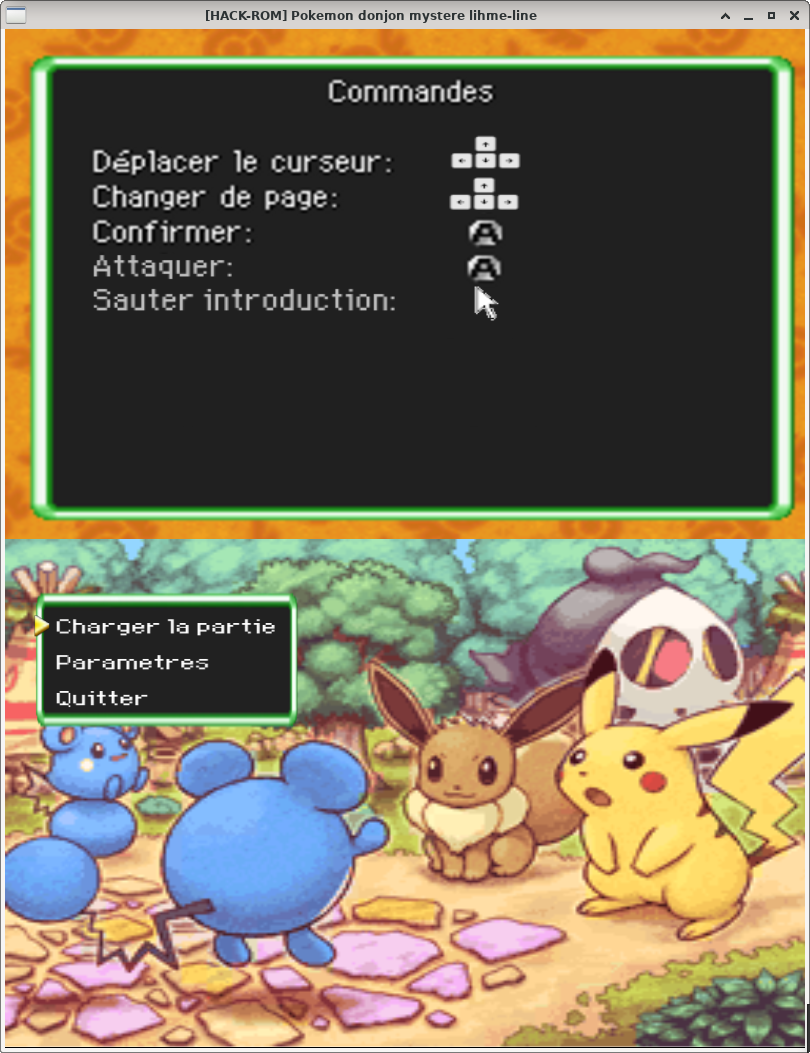 [HACK-ROM] Pokemon donjon mystere lihme-line
Commandes
Déplacer le curseur:
Changer de page:
Confirmer: A
Attaquer: A
Sauter introduction:
Charger la partie
Parametres
Quitter